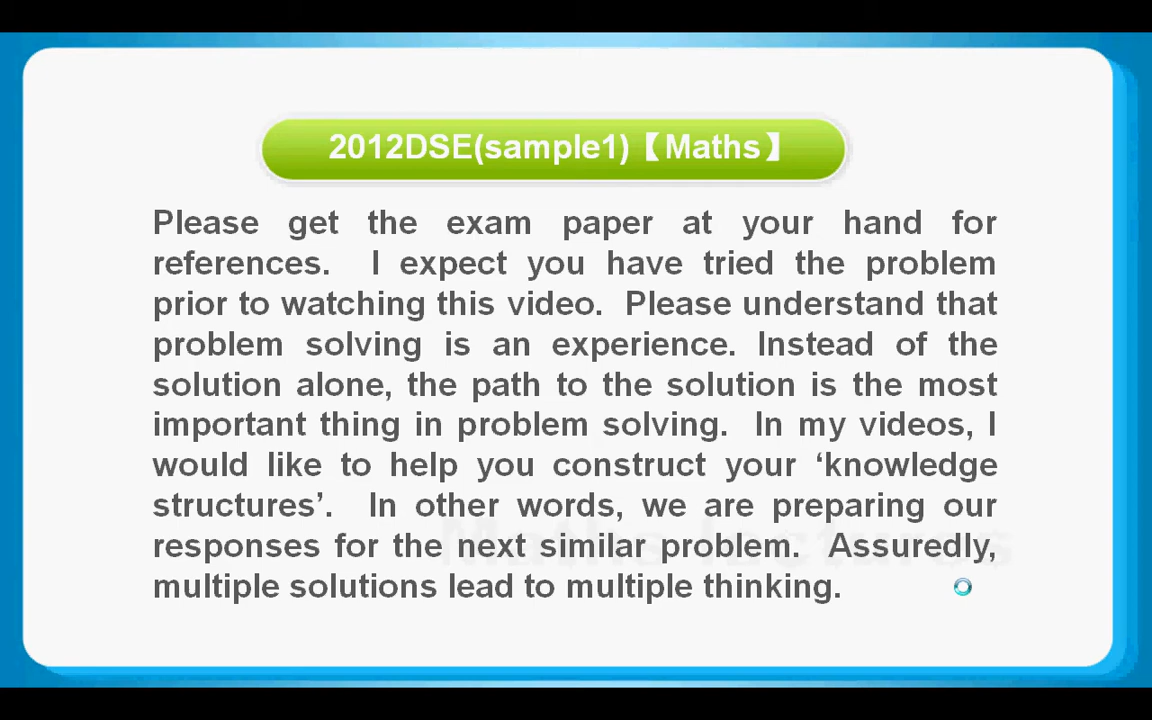 2012DSE(sample1)【Maths】
Please get the exam paper at your hand for
references. I expect you have tried the problem
prior to watching this video. Please understand that
problem solving is an experience. Instead of the
solution alone, the path to the solution is the most
important thing in problem solving. In my videos, I
would like to help you construct your ‘knowledge
structures’. In other words, we are preparing our
responses for the next similar problem. Assuredly,
multiple solutions lead to multiple thinking.
Maths lectures